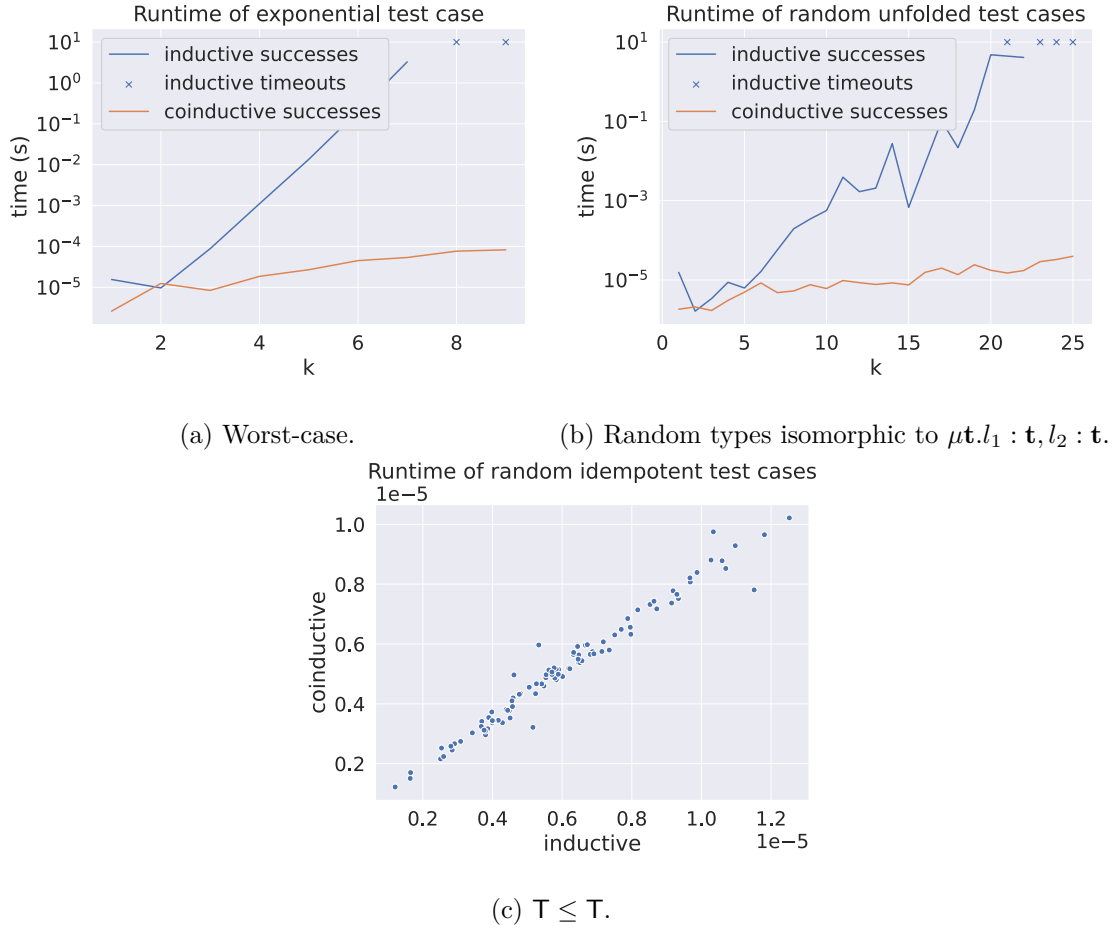 Runtime of exponential test case
10^1
10^0
10^-1
10^-2
10^-3
10^-4
10^-5
time (s)
inductive successes
inductive timeouts
coinductive successes
2 4 6 8
k
(a) Worst-case.
Runtime of random unfolded test cases
10^1
10^-1
10^-3
10^-5
time (s)
inductive successes
inductive timeouts
coinductive successes
0 5 10 15 20 25
k
(b) Random types isomorphic to μt.l₁ : t, l₂ : t.
Runtime of random idempotent test cases
1e−5
1.0
0.8
0.6
0.4
0.2
coinductive
0.2 0.4 0.6 0.8 1.0 1.2
inductive
1e−5
(c) T ≤ T.